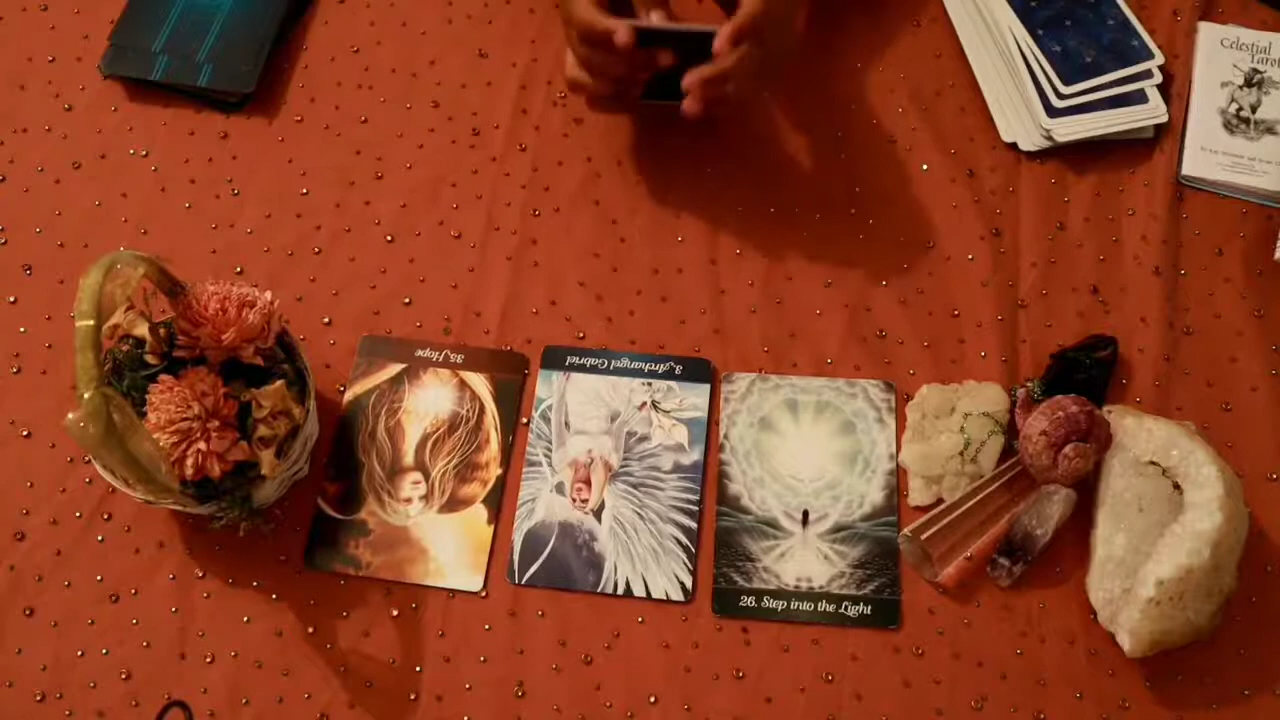 Celestial
Tarot
35. Hope
3. Archangel Gabriel
26. Step into the Light